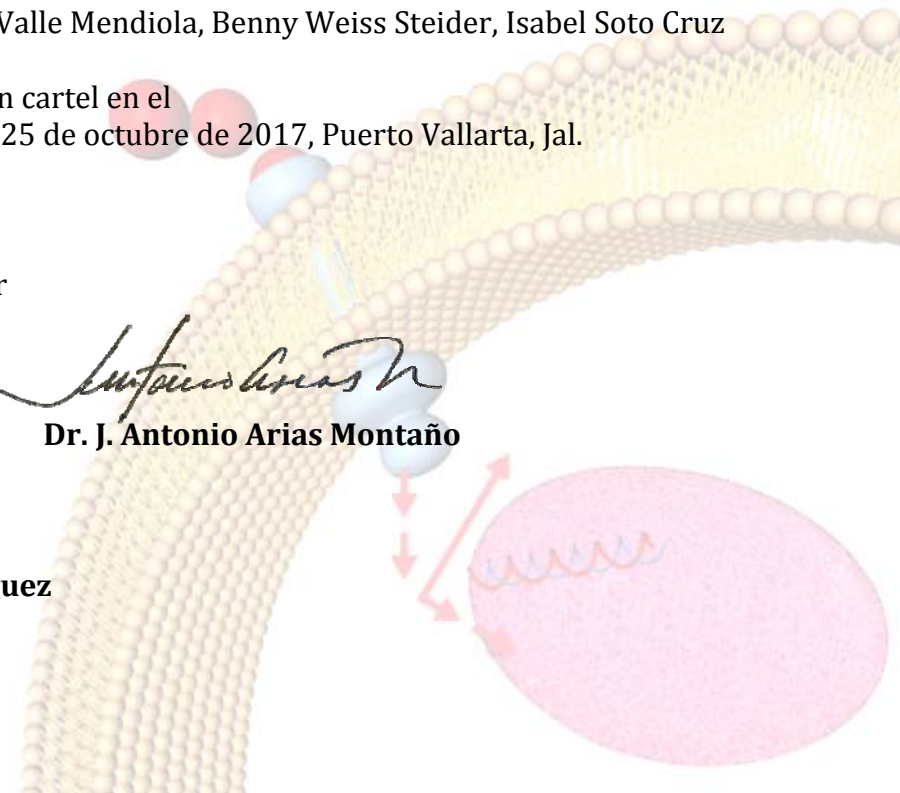 Valle Mendiola, Benny Weiss Steider, Isabel Soto Cruz
n cartel en el
25 de octubre de 2017, Puerto Vallarta, Jal.
r
Dr. J. Antonio Arias Montaño
uez